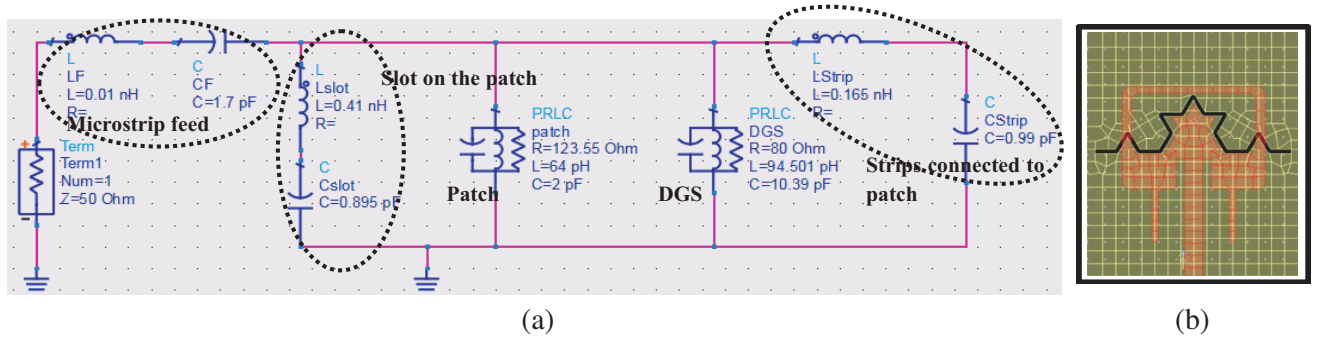 L
LF
L=0.01 nH
R=
C
CF
C=1.7 pF
Microstrip feed
+
Term
Term1
Num=1
Z=50 Ohm
-
L
Lslot
L=0.41 nH
R=
Slot on the patch
C
Cslot
C=0.895 pF
PRLC
patch
R=123.55 Ohm
L=64 pH
C=2 pF
Patch
PRLC
DGS
R=80 Ohm
L=94.501 pH
C=10.39 pF
DGS
L
LStrip
L=0.165 nH
R=
C
CStrip
C=0.99 pF
Strips connected to
patch
(a)
(b)